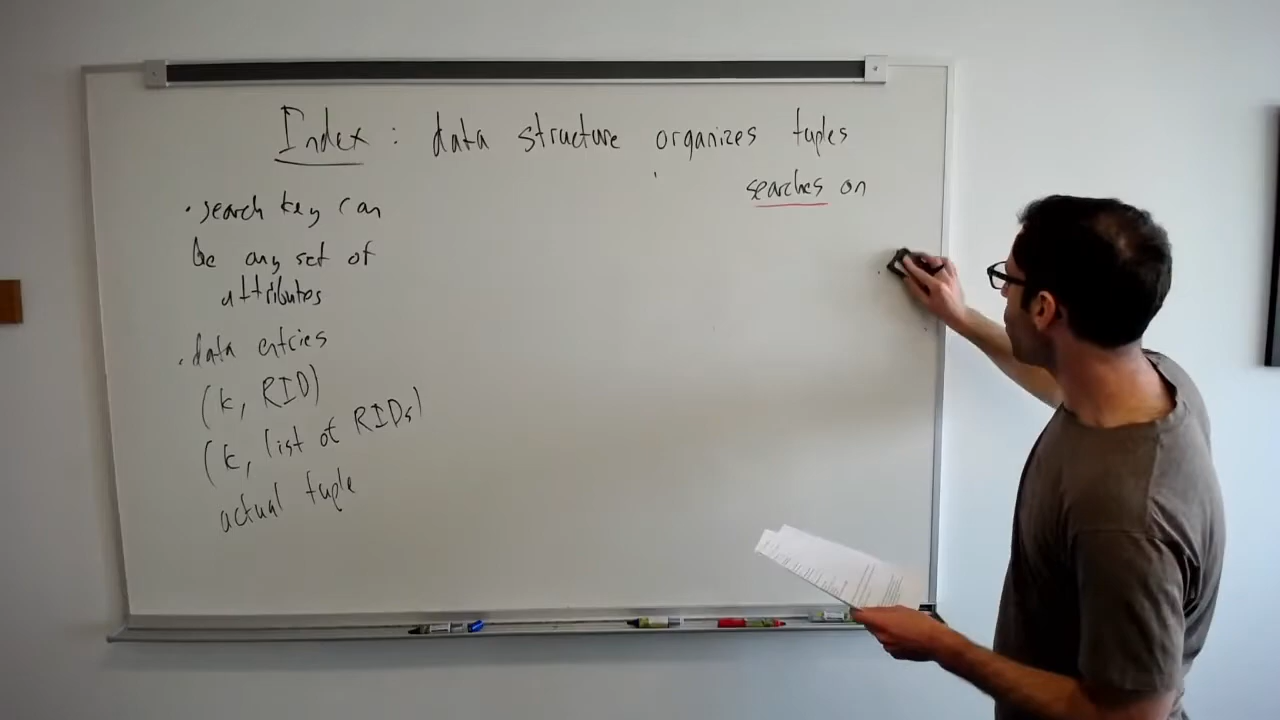 Index: data structure organizes tuples
searches on
• search key can
be any set of
attributes
• data entries
(k, RID)
(k, list of RIDs)
actual tuple